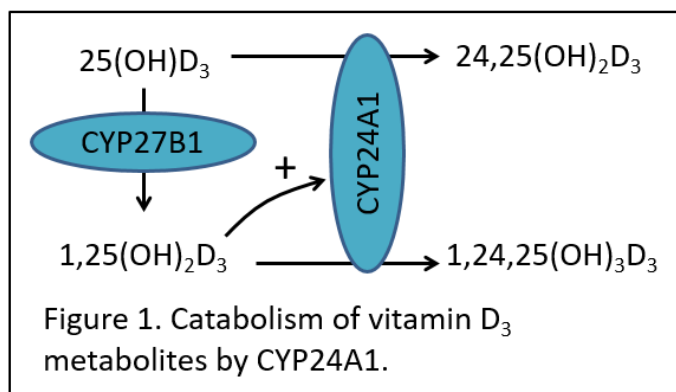 25(OH)D₃
24,25(OH)₂D₃
CYP27B1
CYP24A1
+
1,25(OH)₂D₃
1,24,25(OH)₃D₃
Figure 1. Catabolism of vitamin D₃
metabolites by CYP24A1.